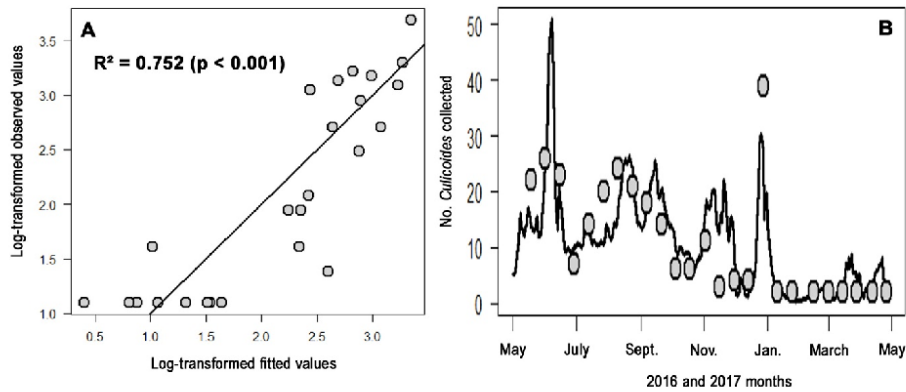 A
R² = 0.752 (p < 0.001)
Log-transformed observed values
3.5
3.0
2.5
2.0
1.5
1.0
0.5 1.0 1.5 2.0 2.5 3.0
Log-transformed fitted values
B
No. Culicoides collected
50
40
30
20
10
0
May July Sept. Nov. Jan. March May
2016 and 2017 months